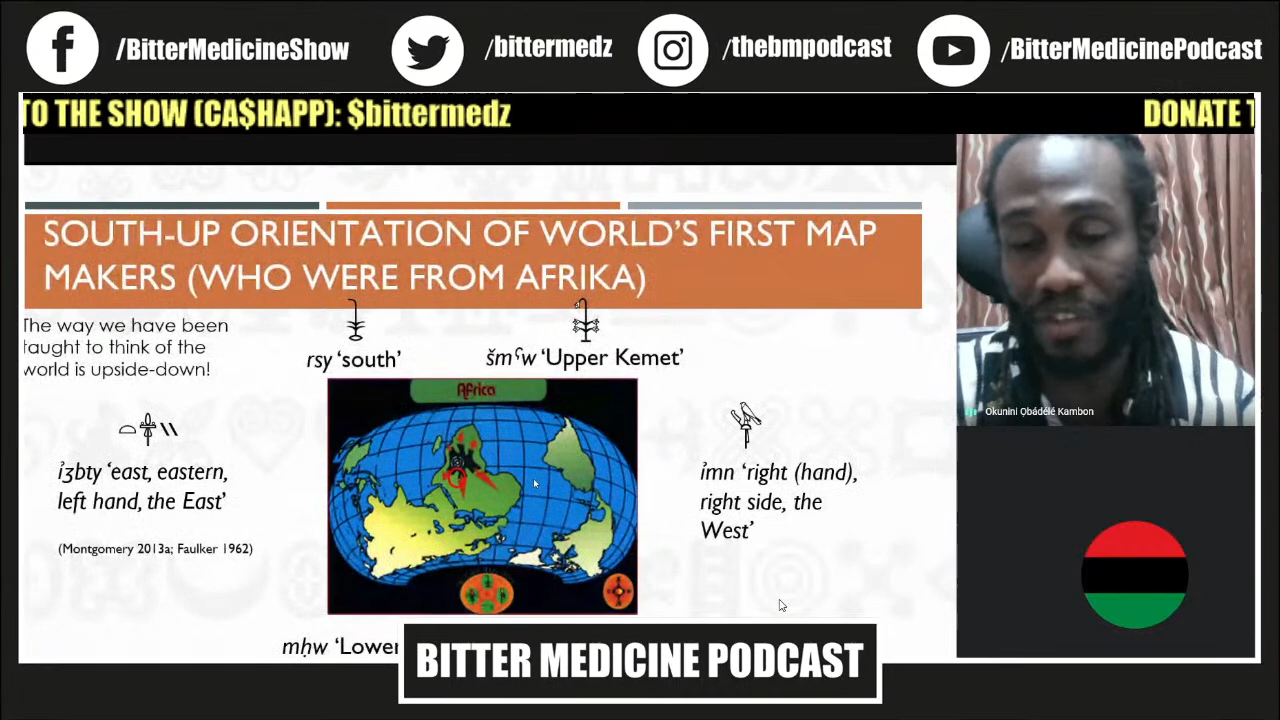 /BitterMedicineShow
/bittermedz
/thebmpodcast
/BitterMedicinePodcast
TO THE SHOW (CA$HAPP): $bittermedz
DONATE T
SOUTH-UP ORIENTATION OF WORLD'S FIRST MAP
MAKERS (WHO WERE FROM AFRIKA)
The way we have been
taught to think of the
world is upside-down!
rsy ‘south’
šmꜥw ‘Upper Kemet’
Africa
ỉꜣbty ‘east, eastern,
left hand, the East’
(Montgomery 2013a; Faulker 1962)
ỉmn ‘right (hand),
right side, the
West’
Okunini Ọbádélé Kambon
mḥw ‘Lower
BITTER MEDICINE PODCAST